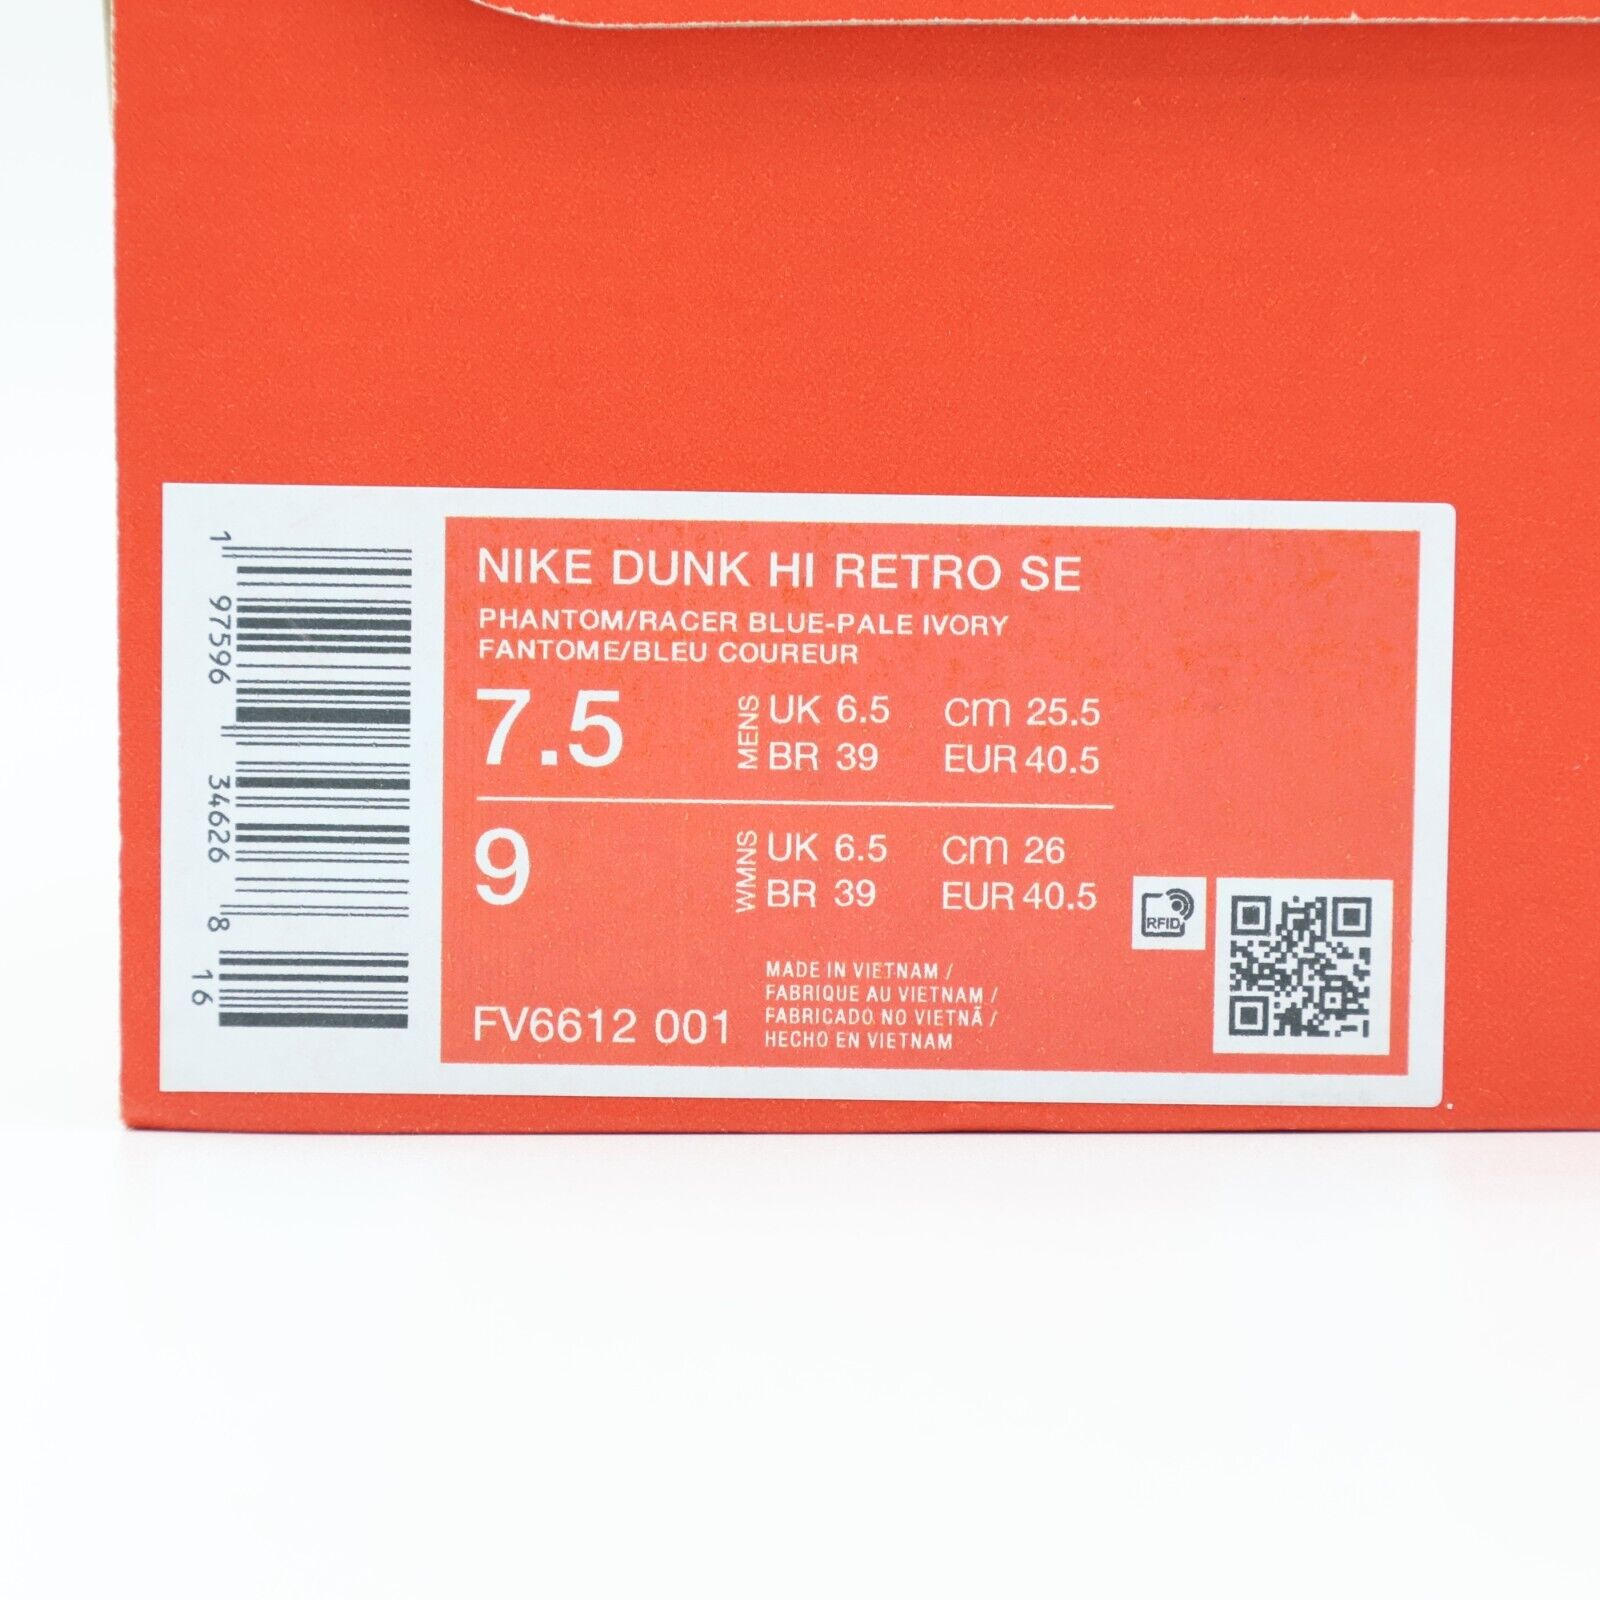 NIKE DUNK HI RETRO SE
PHANTOM/RACER BLUE-PALE IVORY
FANTOME/BLEU COUREUR
7.5
MENS
UK 6.5 cm 25.5
BR 39 EUR 40.5
9
WMNS
UK 6.5 cm 26
BR 39 EUR 40.5
FV6612 001
MADE IN VIETNAM /
FABRIQUE AU VIETNAM /
FABRICADO NO VIETNÃ /
HECHO EN VIETNAM
RFID
1 97596 34626 8 16